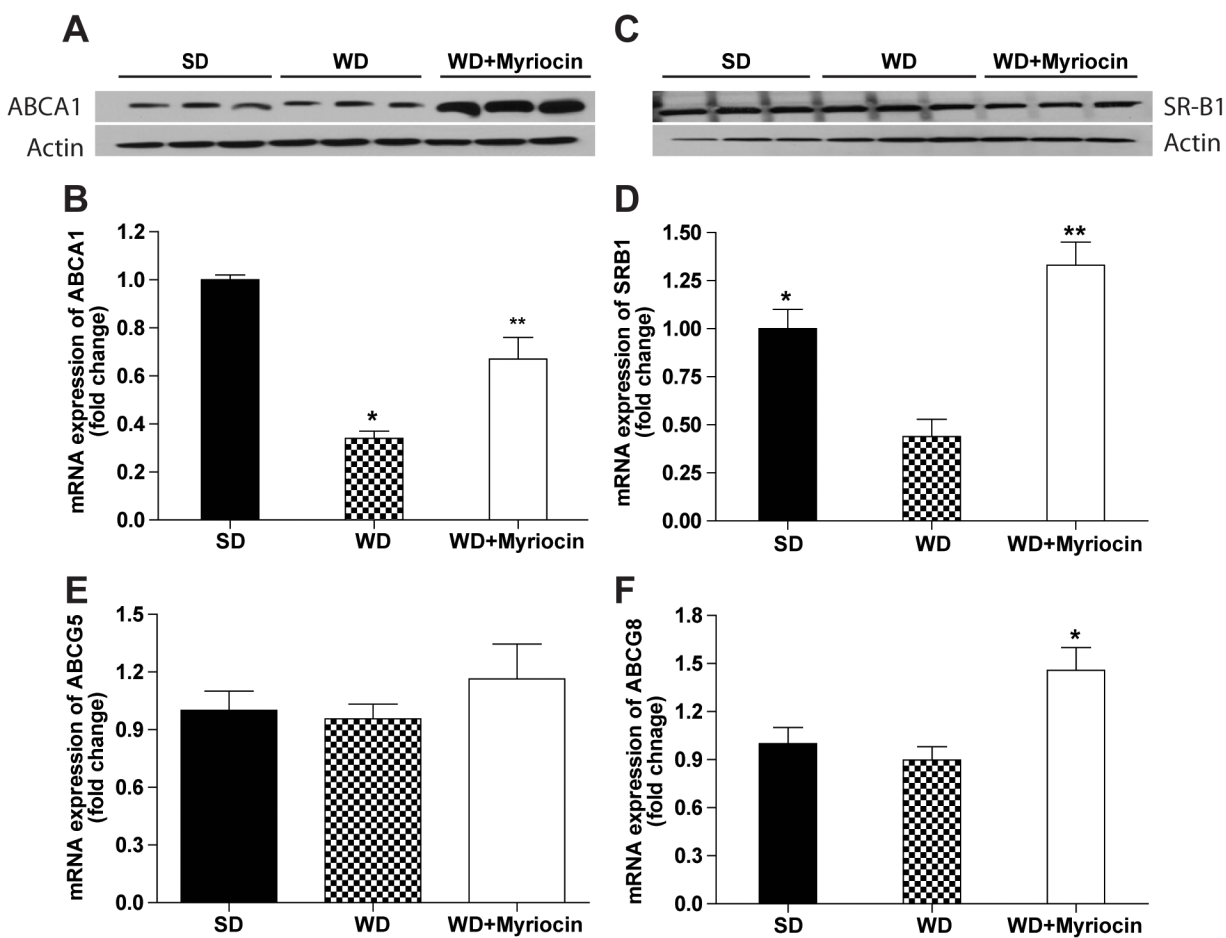 A
SD WD WD+Myriocin
ABCA1
Actin
C
SD WD WD+Myriocin
SR-B1
Actin
B
mRNA expression of ABCA1
(fold change)
1.2
1.0
0.8
0.6
0.4
0.2
0.0
*
**
SD WD WD+Myriocin
D
mRNA expression of SRB1
(fold change)
1.50
1.25
1.00
0.75
0.50
0.25
0.00
*
**
SD WD WD+Myriocin
E
mRNA expression of ABCG5
(fold change)
1.5
1.2
0.9
0.6
0.3
0.0
SD WD WD+Myriocin
F
mRNA expression of ABCG8
(fold chnage)
1.8
1.5
1.2
0.9
0.6
0.3
0.0
*
SD WD WD+Myriocin